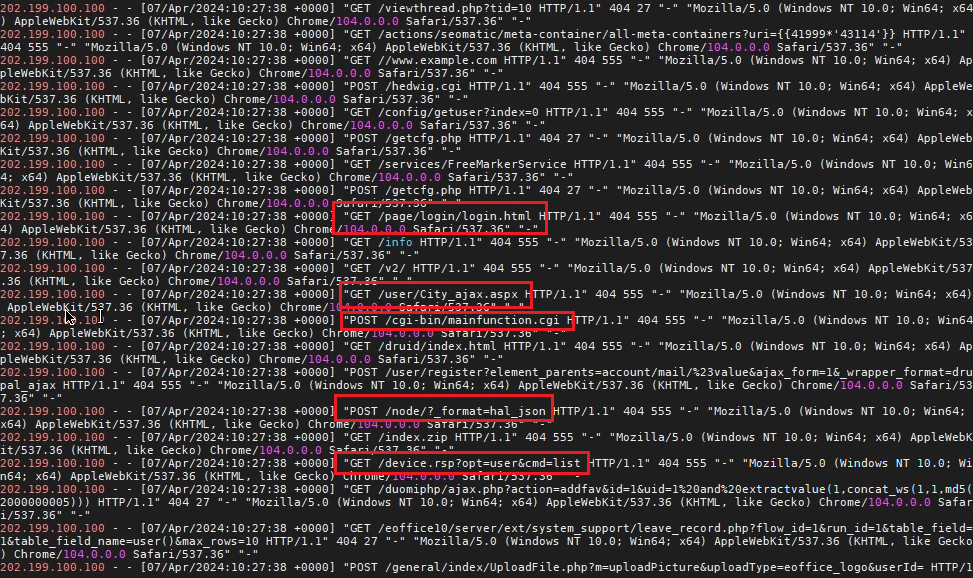 202.199.100.100 - - [07/Apr/2024:10:27:38 +0000] "GET /viewthread.php?tid=10 HTTP/1.1" 404 27 "-" "Mozilla/5.0 (Windows NT 10.0; Win64; x64
) AppleWebKit/537.36 (KHTML, like Gecko) Chrome/104.0.0.0 Safari/537.36" "-"
202.199.100.100 - - [07/Apr/2024:10:27:38 +0000] "GET /actions/seomatic/meta-container/all-meta-containers?uri={{41999*'43114'}} HTTP/1.1"
404 555 "-" "Mozilla/5.0 (Windows NT 10.0; Win64; x64) AppleWebKit/537.36 (KHTML, like Gecko) Chrome/104.0.0.0 Safari/537.36" "-"
202.199.100.100 - - [07/Apr/2024:10:27:38 +0000] "GET //www.example.com HTTP/1.1" 404 555 "-" "Mozilla/5.0 (Windows NT 10.0; Win64; x64) Ap
pleWebKit/537.36 (KHTML, like Gecko) Chrome/104.0.0.0 Safari/537.36" "-"
202.199.100.100 - - [07/Apr/2024:10:27:38 +0000] "POST /hedwig.cgi HTTP/1.1" 404 555 "-" "Mozilla/5.0 (Windows NT 10.0; Win64; x64) AppleWe
bKit/537.36 (KHTML, like Gecko) Chrome/104.0.0.0 Safari/537.36" "-"
202.199.100.100 - - [07/Apr/2024:10:27:38 +0000] "GET /config/getuser?index=0 HTTP/1.1" 404 555 "-" "Mozilla/5.0 (Windows NT 10.0; Win64; x
64) AppleWebKit/537.36 (KHTML, like Gecko) Chrome/104.0.0.0 Safari/537.36" "-"
202.199.100.100 - - [07/Apr/2024:10:27:38 +0000] "POST /getcfg.php HTTP/1.1" 404 27 "-" "Mozilla/5.0 (Windows NT 10.0; Win64; x64) AppleWeb
Kit/537.36 (KHTML, like Gecko) Chrome/104.0.0.0 Safari/537.36" "-"
202.199.100.100 - - [07/Apr/2024:10:27:38 +0000] "GET /services/FreeMarkerService HTTP/1.1" 404 555 "-" "Mozilla/5.0 (Windows NT 10.0; Win6
4; x64) AppleWebKit/537.36 (KHTML, like Gecko) Chrome/104.0.0.0 Safari/537.36" "-"
202.199.100.100 - - [07/Apr/2024:10:27:38 +0000] "POST /getcfg.php HTTP/1.1" 404 27 "-" "Mozilla/5.0 (Windows NT 10.0; Win64; x64) AppleWeb
Kit/537.36 (KHTML, like Gecko) Chrome/104.0.0.0 Safari/537.36" "-"
202.199.100.100 - - [07/Apr/2024:10:27:38 +0000] "GET /page/login/login.html HTTP/1.1" 404 555 "-" "Mozilla/5.0 (Windows NT 10.0; Win64; x6
4) AppleWebKit/537.36 (KHTML, like Gecko) Chrome/104.0.0.0 Safari/537.36" "-"
202.199.100.100 - - [07/Apr/2024:10:27:38 +0000] "GET /info HTTP/1.1" 404 555 "-" "Mozilla/5.0 (Windows NT 10.0; Win64; x64) AppleWebKit/53
7.36 (KHTML, like Gecko) Chrome/104.0.0.0 Safari/537.36" "-"
202.199.100.100 - - [07/Apr/2024:10:27:38 +0000] "GET /v2/ HTTP/1.1" 404 555 "-" "Mozilla/5.0 (Windows NT 10.0; Win64; x64) AppleWebKit/537
.36 (KHTML, like Gecko) Chrome/104.0.0.0 Safari/537.36" "-"
202.199.100.100 - - [07/Apr/2024:10:27:38 +0000] "GET /user/City_ajax.aspx HTTP/1.1" 404 555 "-" "Mozilla/5.0 (Windows NT 10.0; Win64; x64)
AppleWebKit/537.36 (KHTML, like Gecko) Chrome/104.0.0.0 Safari/537.36" "-"
202.199.100.101 - - [07/Apr/2024:10:27:38 +0000] "POST /cgi-bin/mainfunction.cgi HTTP/1.1" 404 555 "-" "Mozilla/5.0 (Windows NT 10.0; Win64
; x64) AppleWebKit/537.36 (KHTML, like Gecko) Chrome/104.0.0.0 Safari/537.36" "-"
202.199.100.100 - - [07/Apr/2024:10:27:38 +0000] "GET /druid/index.html HTTP/1.1" 404 555 "-" "Mozilla/5.0 (Windows NT 10.0; Win64; x64) Ap
pleWebKit/537.36 (KHTML, like Gecko) Chrome/104.0.0.0 Safari/537.36" "-"
202.199.100.100 - - [07/Apr/2024:10:27:38 +0000] "POST /user/register?element_parents=account/mail/%23value&ajax_form=1&_wrapper_format=dru
pal_ajax HTTP/1.1" 404 555 "-" "Mozilla/5.0 (Windows NT 10.0; Win64; x64) AppleWebKit/537.36 (KHTML, like Gecko) Chrome/104.0.0.0 Safari/53
7.36" "-"
202.199.100.100 - - [07/Apr/2024:10:27:38 +0000] "POST /node/?_format=hal_json HTTP/1.1" 404 555 "-" "Mozilla/5.0 (Windows NT 10.0; Win64;
x64) AppleWebKit/537.36 (KHTML, like Gecko) Chrome/104.0.0.0 Safari/537.36" "-"
202.199.100.100 - - [07/Apr/2024:10:27:38 +0000] "GET /index.zip HTTP/1.1" 404 555 "-" "Mozilla/5.0 (Windows NT 10.0; Win64; x64) AppleWebK
it/537.36 (KHTML, like Gecko) Chrome/104.0.0.0 Safari/537.36" "-"
202.199.100.100 - - [07/Apr/2024:10:27:38 +0000] "GET /device.rsp?opt=user&cmd=list HTTP/1.1" 404 555 "-" "Mozilla/5.0 (Windows NT 10.0; Wi
n64; x64) AppleWebKit/537.36 (KHTML, like Gecko) Chrome/104.0.0.0 Safari/537.36" "-"
202.199.100.100 - - [07/Apr/2024:10:27:38 +0000] "GET /duomiphp/ajax.php?action=addfav&id=1&uid=1%20and%20extractvalue(1,concat_ws(1,1,md5(
2000000005))) HTTP/1.1" 404 27 "-" "Mozilla/5.0 (Windows NT 10.0; Win64; x64) AppleWebKit/537.36 (KHTML, like Gecko) Chrome/104.0.0.0 Safar
i/537.36" "-"
202.199.100.100 - - [07/Apr/2024:10:27:38 +0000] "GET /eoffice10/server/ext/system_support/leave_record.php?flow_id=1&run_id=1&table_field=
1&table_field_name=user()&max_rows=10 HTTP/1.1" 404 27 "-" "Mozilla/5.0 (Windows NT 10.0; Win64; x64) AppleWebKit/537.36 (KHTML, like Gecko
) Chrome/104.0.0.0 Safari/537.36" "-"
202.199.100.100 - - [07/Apr/2024:10:27:38 +0000] "POST /general/index/UploadFile.php?m=uploadPicture&uploadType=eoffice_logo&userId= HTTP/1